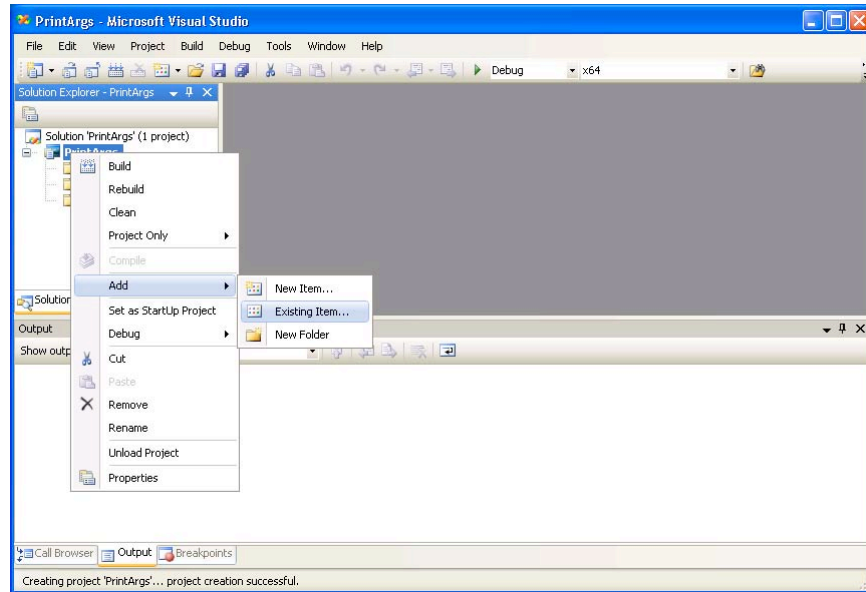 PrintArgs - Microsoft Visual Studio
File Edit View Project Build Debug Tools Window Help
Debug x64
Solution Explorer - PrintArgs
Solution 'PrintArgs' (1 project)
PrintArgs
Build
Rebuild
Clean
Project Only
Compile
Add
New Item...
Solution
Set as StartUp Project
Existing Item...
Output
Debug
New Folder
Show outp
Cut
Paste
Remove
Rename
Unload Project
Properties
Call Browser Output Breakpoints
Creating project 'PrintArgs'... project creation successful.